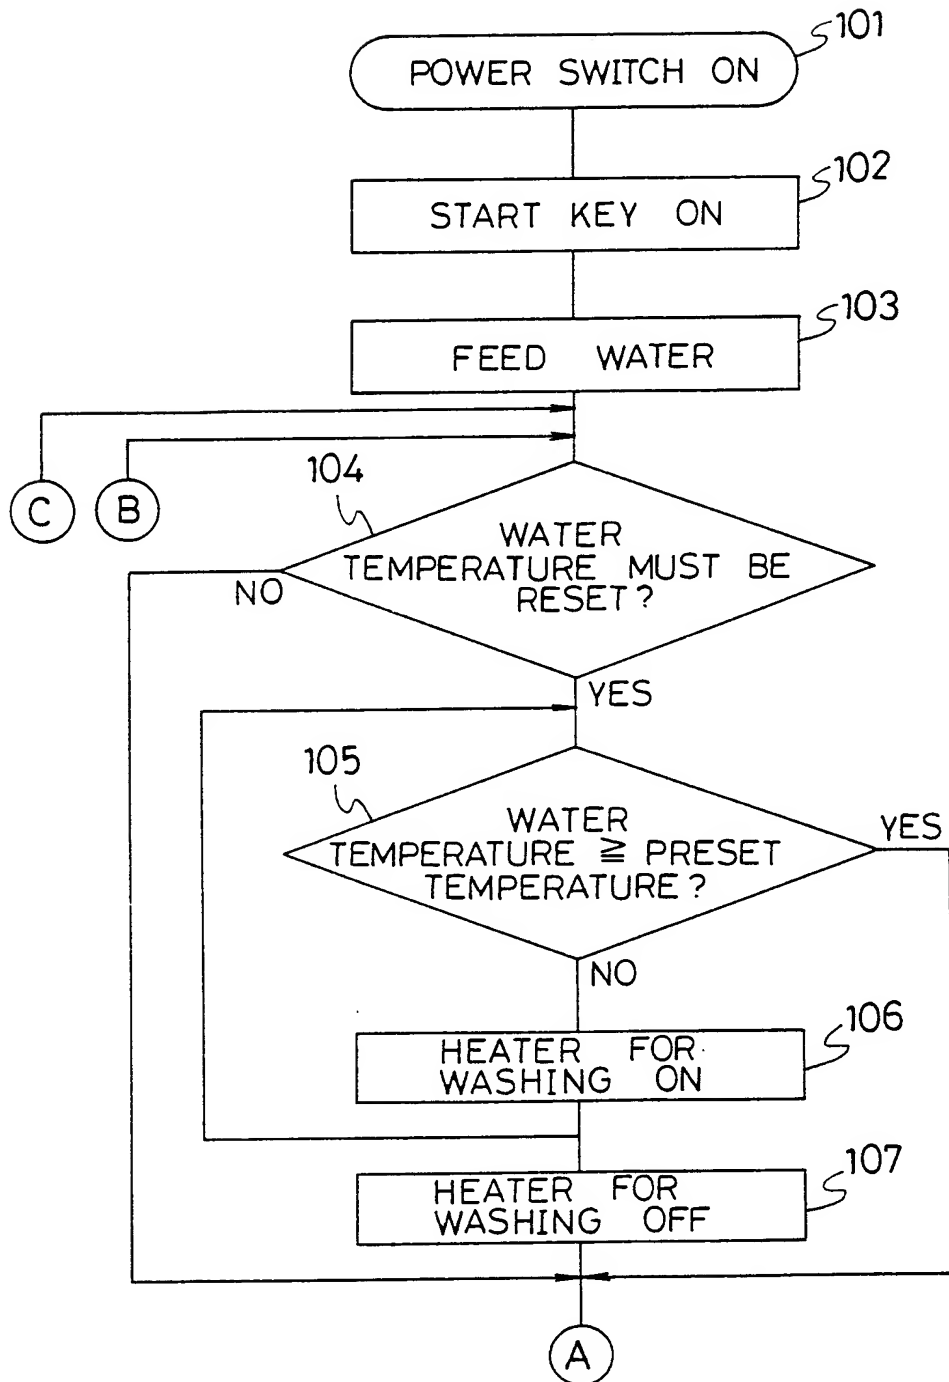 101
POWER SWITCH ON
102
START KEY ON
103
FEED WATER
C
B
104
WATER
TEMPERATURE MUST BE
RESET?
NO
YES
105
WATER
TEMPERATURE ≧ PRESET
TEMPERATURE?
YES
NO
106
HEATER FOR
WASHING ON
107
HEATER FOR
WASHING OFF
A